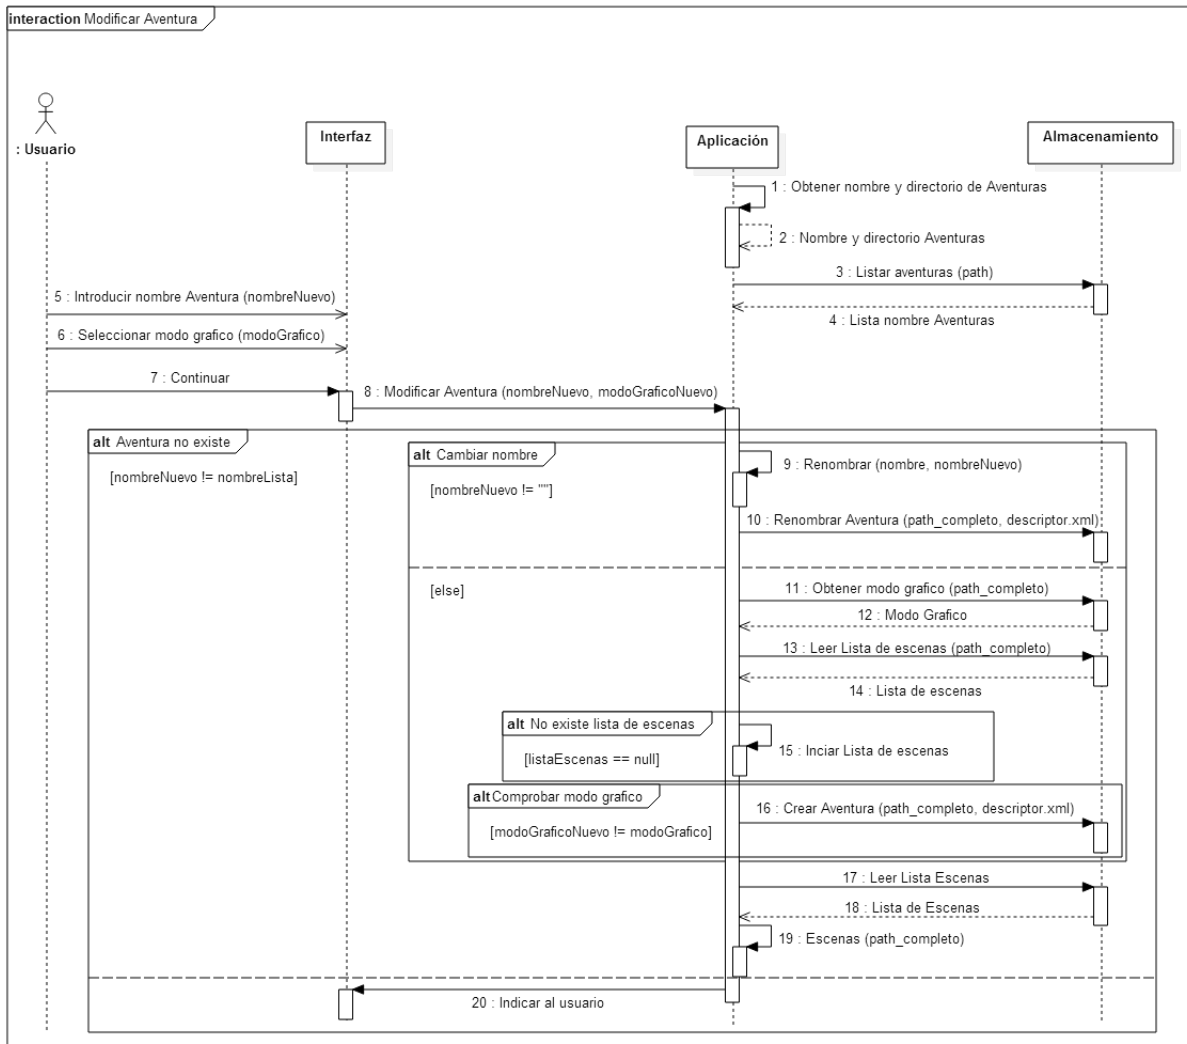 interaction Modificar Aventura
: Usuario
Interfaz
Aplicación
Almacenamiento
1 : Obtener nombre y directorio de Aventuras
2 : Nombre y directorio Aventuras
3 : Listar aventuras (path)
4 : Lista nombre Aventuras
5 : Introducir nombre Aventura (nombreNuevo)
6 : Seleccionar modo grafico (modoGrafico)
7 : Continuar
8 : Modificar Aventura (nombreNuevo, modoGraficoNuevo)
alt Aventura no existe
[nombreNuevo != nombreLista]
alt Cambiar nombre
[nombreNuevo != ""]
9 : Renombrar (nombre, nombreNuevo)
10 : Renombrar Aventura (path_completo, descriptor.xml)
[else]
11 : Obtener modo grafico (path_completo)
12 : Modo Grafico
13 : Leer Lista de escenas (path_completo)
14 : Lista de escenas
alt No existe lista de escenas
[listaEscenas == null]
15 : Inciar Lista de escenas
alt Comprobar modo grafico
[modoGraficoNuevo != modoGrafico]
16 : Crear Aventura (path_completo, descriptor.xml)
17 : Leer Lista Escenas
18 : Lista de Escenas
19 : Escenas (path_completo)
20 : Indicar al usuario